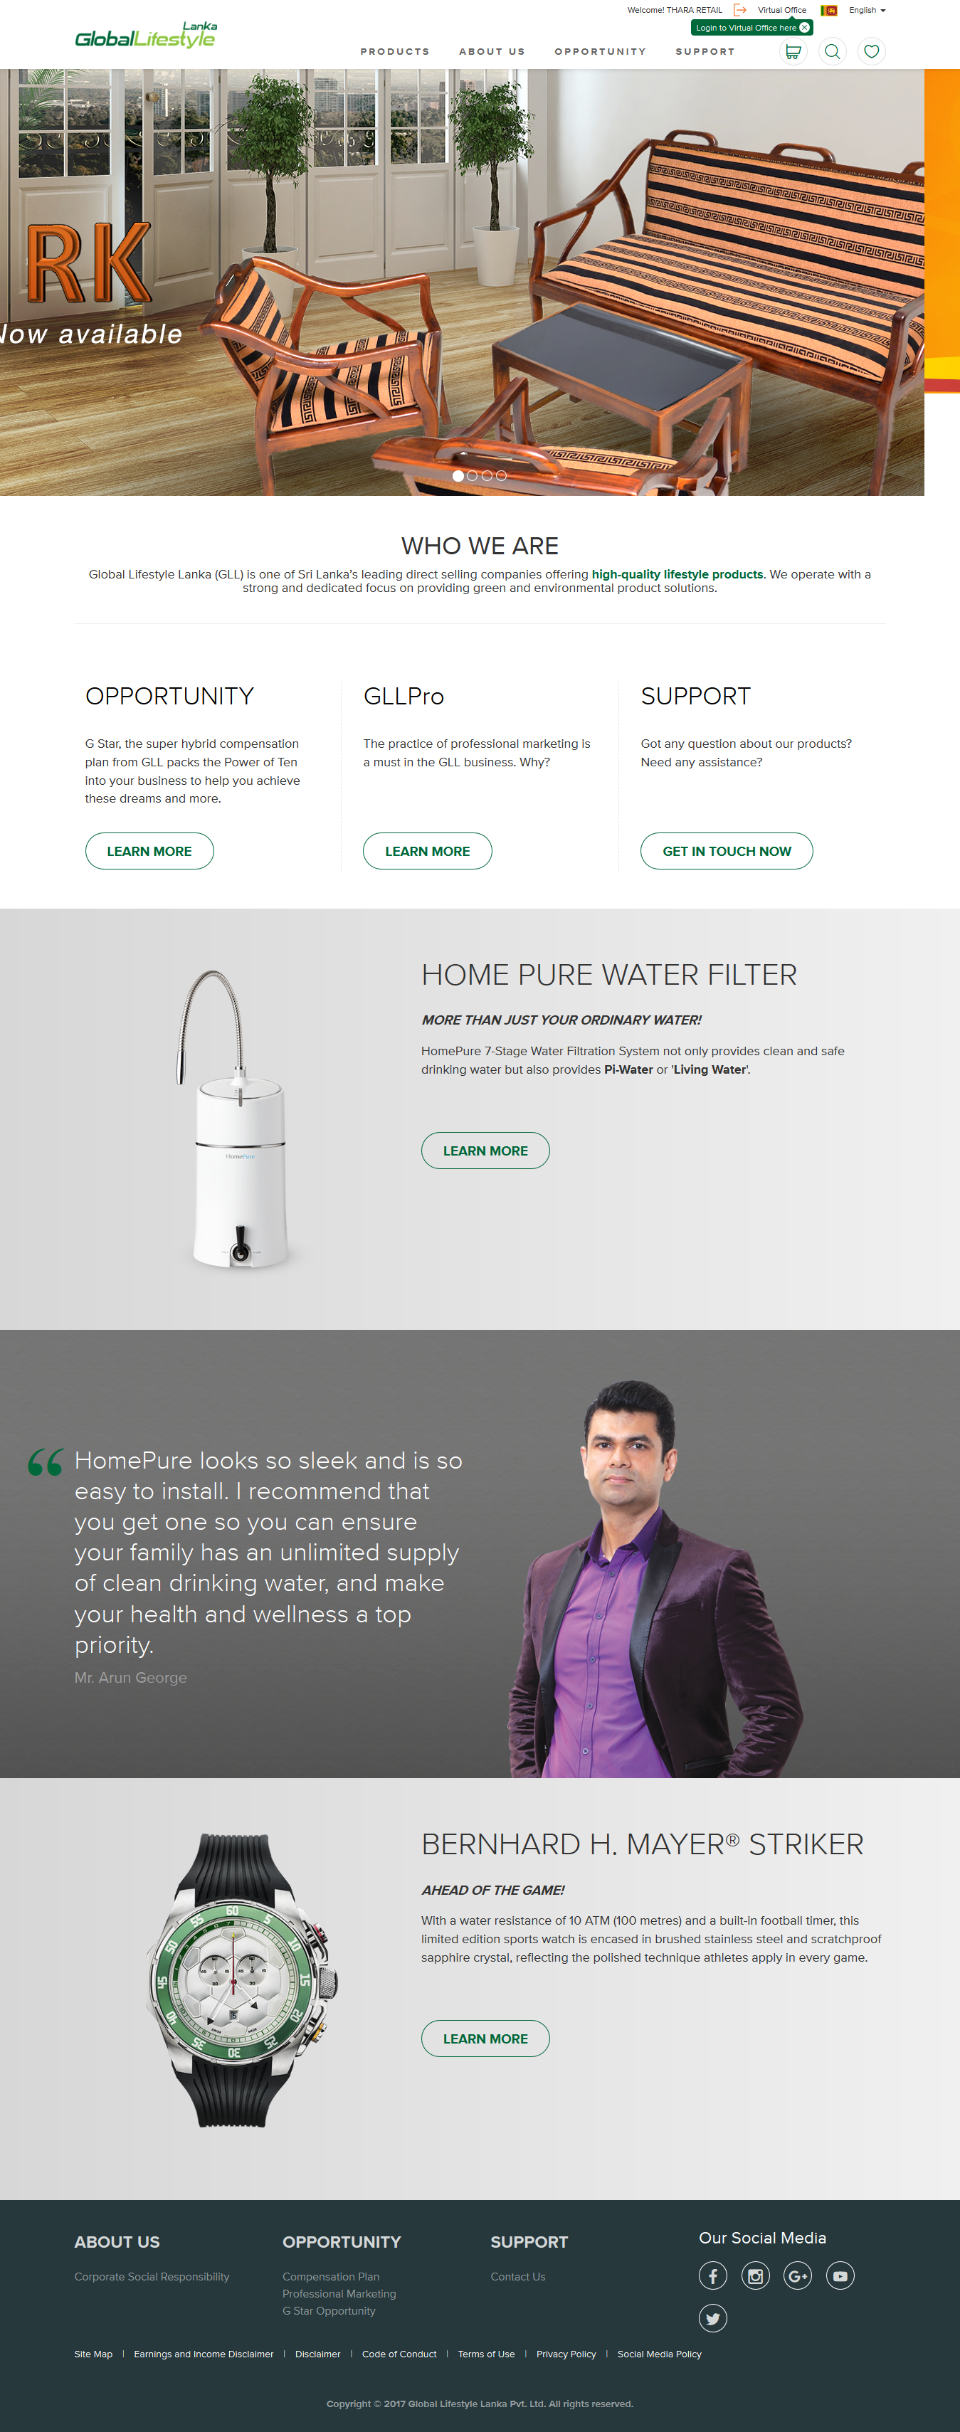 Welcome! THARA RETAIL
Virtual Office
English
Login to Virtual Office here
Lanka
GlobalLifestyle
PRODUCTS
ABOUT US
OPPORTUNITY
SUPPORT
RK
Now available
WHO WE ARE
Global Lifestyle Lanka (GLL) is one of Sri Lanka's leading direct selling companies offering high-quality lifestyle products. We operate with a
strong and dedicated focus on providing green and environmental product solutions.
OPPORTUNITY
G Star, the super hybrid compensation
plan from GLL packs the Power of Ten
into your business to help you achieve
these dreams and more.
LEARN MORE
GLLPro
The practice of professional marketing is
a must in the GLL business. Why?
LEARN MORE
SUPPORT
Got any question about our products?
Need any assistance?
GET IN TOUCH NOW
HomePure
HOME PURE WATER FILTER
MORE THAN JUST YOUR ORDINARY WATER!
HomePure 7-Stage Water Filtration System not only provides clean and safe
drinking water but also provides Pi-Water or 'Living Water'.
LEARN MORE
“ HomePure looks so sleek and is so
easy to install. I recommend that
you get one so you can ensure
your family has an unlimited supply
of clean drinking water, and make
your health and wellness a top
priority.
Mr. Arun George
60
5
10
15
20
25
30
35
40
45
50
55
BERNHARD H. MAYER® STRIKER
AHEAD OF THE GAME!
With a water resistance of 10 ATM (100 metres) and a built-in football timer, this
limited edition sports watch is encased in brushed stainless steel and scratchproof
sapphire crystal, reflecting the polished technique athletes apply in every game.
LEARN MORE
ABOUT US
Corporate Social Responsibility
OPPORTUNITY
Compensation Plan
Professional Marketing
G Star Opportunity
SUPPORT
Contact Us
Our Social Media
Site Map | Earnings and Income Disclaimer | Disclaimer | Code of Conduct | Terms of Use | Privacy Policy | Social Media Policy
Copyright © 2017 Global Lifestyle Lanka Pvt. Ltd. All rights reserved.